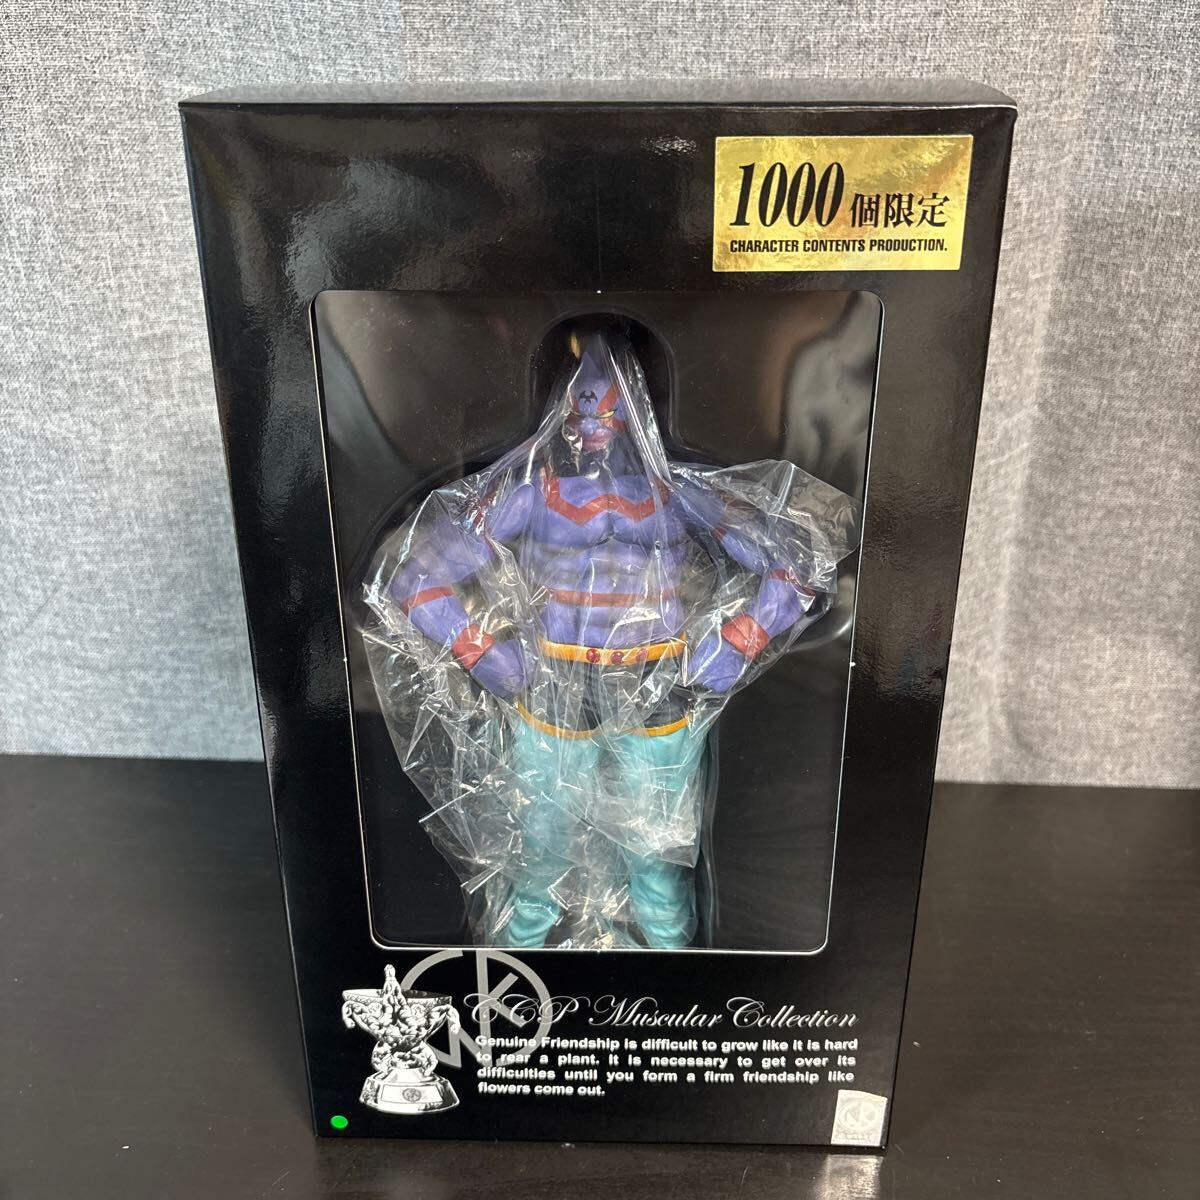 1000個限定
CHARACTER CONTENTS PRODUCTION.
CCP Muscular Collection
Genuine Friendship is difficult to grow like it is hard
to rear a plant. It is necessary to get over its
difficulties until you form a firm friendship like
flowers come out.